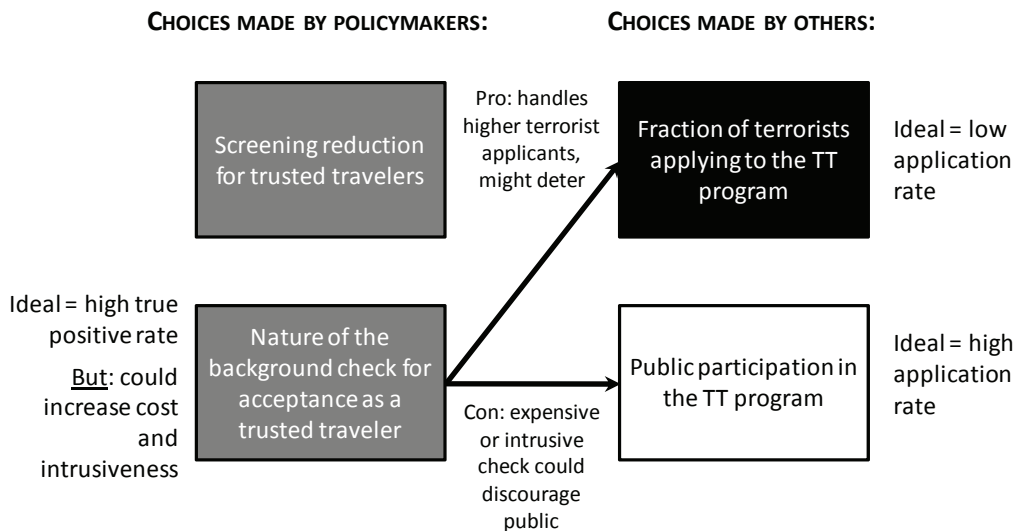 CHOICES MADE BY POLICYMAKERS:
CHOICES MADE BY OTHERS:
Screening reduction
for trusted travelers
Pro: handles
higher terrorist
applicants,
might deter
Fraction of terrorists
applying to the TT
program
Ideal = low
application
rate
Ideal = high true
positive rate
But: could
increase cost
and
intrusiveness
Nature of the
background check for
acceptance as a
trusted traveler
Con: expensive
or intrusive
check could
discourage
public
Public participation in
the TT program
Ideal = high
application
rate